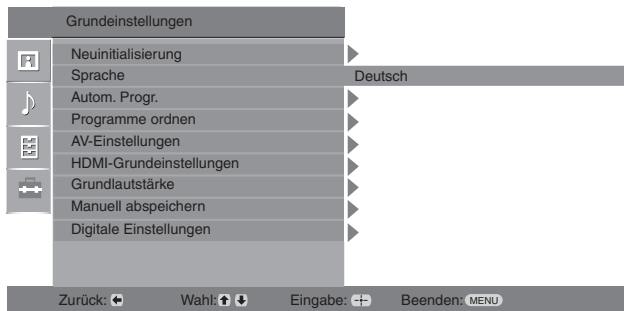 Grundeinstellungen
Neuinitialisierung
Sprache Deutsch
Autom. Progr.
Programme ordnen
AV-Einstellungen
HDMI-Grundeinstellungen
Grundlautstärke
Manuell abspeichern
Digitale Einstellungen
Zurück: Wahl: Eingabe: Beenden: MENU